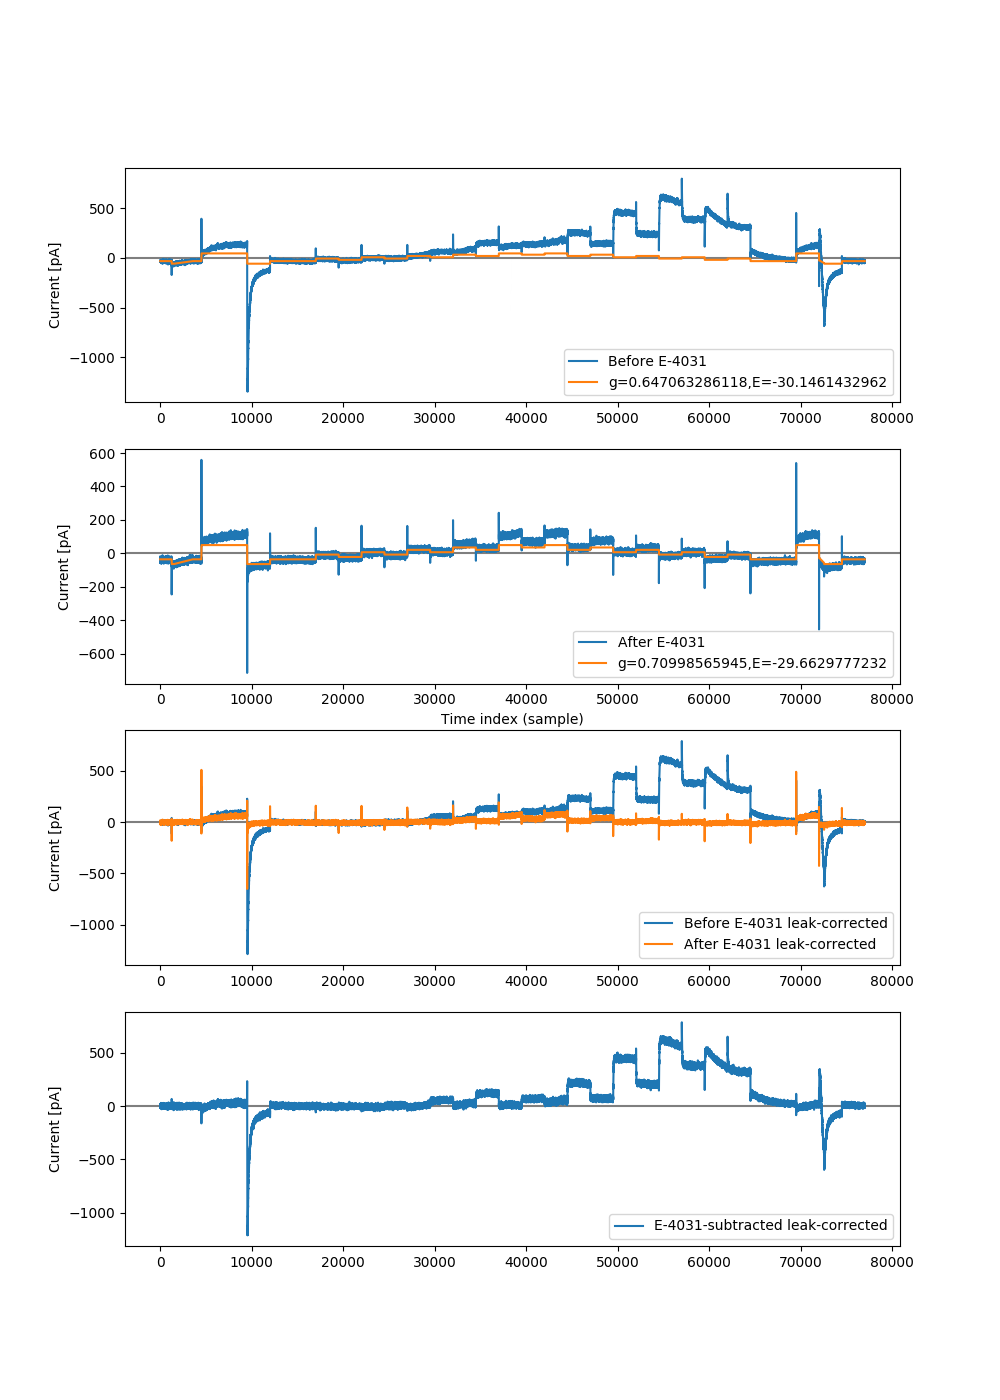 500
0
−500
−1000
Current [pA]
Before E-4031
g=0.647063286118,E=-30.1461432962
0 10000 20000 30000 40000 50000 60000 70000 80000
600
400
200
0
−200
−400
−600
Current [pA]
After E-4031
g=0.70998565945,E=-29.6629777232
0 10000 20000 30000 40000 50000 60000 70000 80000
Time index (sample)
500
0
−500
−1000
Current [pA]
Before E-4031 leak-corrected
After E-4031 leak-corrected
0 10000 20000 30000 40000 50000 60000 70000 80000
500
0
−500
−1000
Current [pA]
E-4031-subtracted leak-corrected
0 10000 20000 30000 40000 50000 60000 70000 80000